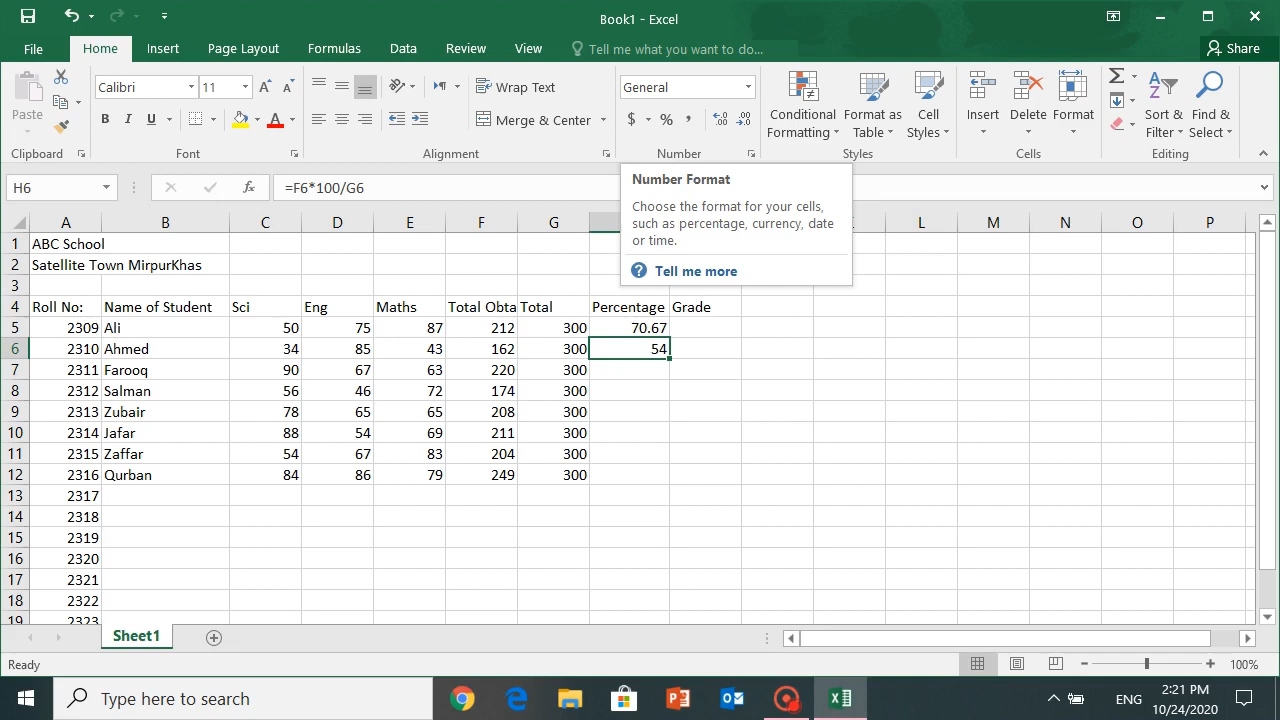 Book1 - Excel
File Home Insert Page Layout Formulas Data Review View Tell me what you want to do... Share
Paste Calibri 11 Wrap Text General Conditional Formatting Format as Table Cell Styles Insert Delete Format Sort & Filter Find & Select
B I U A Merge & Center $ % ,
Clipboard Font Alignment Number Styles Cells Editing
H6 fx =F6*100/G6
Number Format
Choose the format for your cells,
such as percentage, currency, date
or time.
Tell me more
A B C D E F G L M N O P
1 ABC School
2 Satellite Town MirpurKhas
3
4 Roll No: Name of Student Sci Eng Maths Total Obta Total Percentage Grade
5 2309 Ali 50 75 87 212 300 70.67
6 2310 Ahmed 34 85 43 162 300 54
7 2311 Farooq 90 67 63 220 300
8 2312 Salman 56 46 72 174 300
9 2313 Zubair 78 65 65 208 300
10 2314 Jafar 88 54 69 211 300
11 2315 Zaffar 54 67 83 204 300
12 2316 Qurban 84 86 79 249 300
13 2317
14 2318
15 2319
16 2320
17 2321
18 2322
19 2323
Sheet1
Ready 100%
Type here to search ENG 2:21 PM
10/24/2020